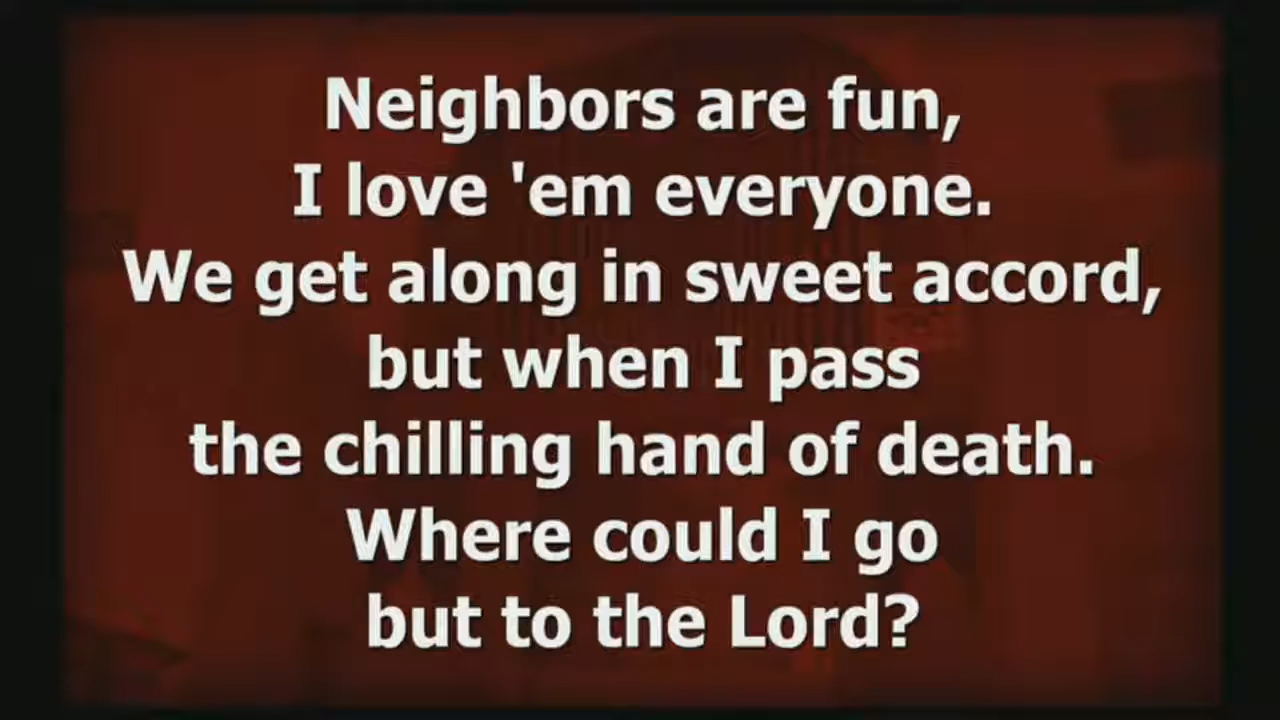 Neighbors are fun,
I love 'em everyone.
We get along in sweet accord,
but when I pass
the chilling hand of death.
Where could I go
but to the Lord?